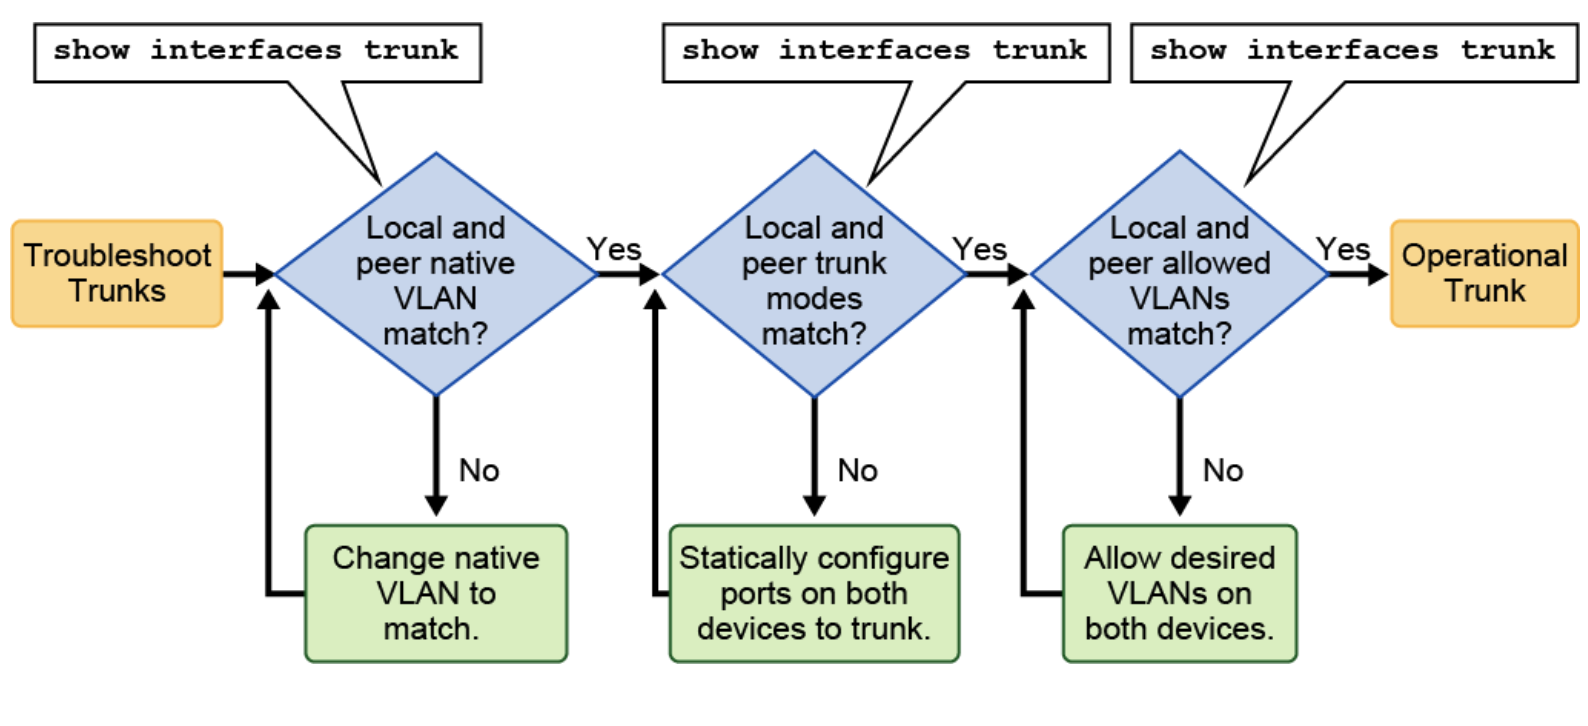 show interfaces trunk
show interfaces trunk
show interfaces trunk
Troubleshoot
Trunks
Local and
peer native
VLAN
match?
Yes
Local and
peer trunk
modes
match?
Yes
Local and
peer allowed
VLANs
match?
Yes
Operational
Trunk
No
No
No
Change native
VLAN to
match.
Statically configure
ports on both
devices to trunk.
Allow desired
VLANs on
both devices.